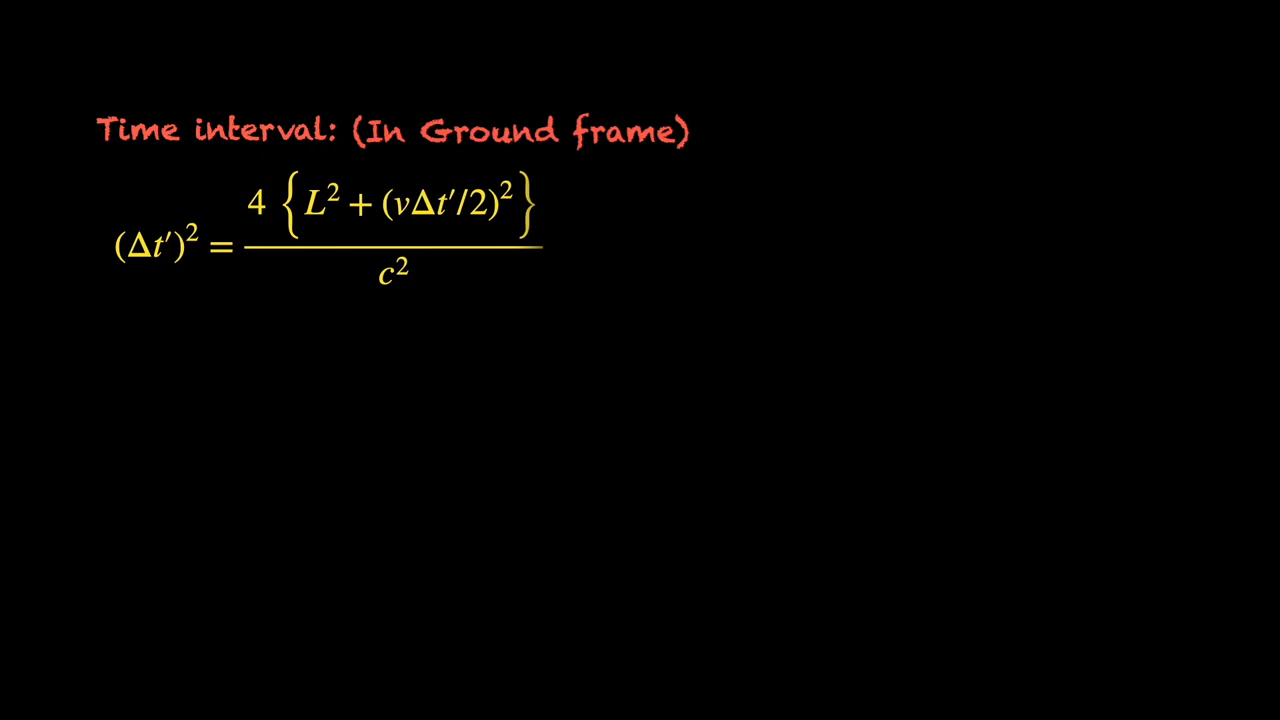 Time interval: (In Ground frame)
(Δt′)² = 4 {L² + (vΔt′/2)²} / c²